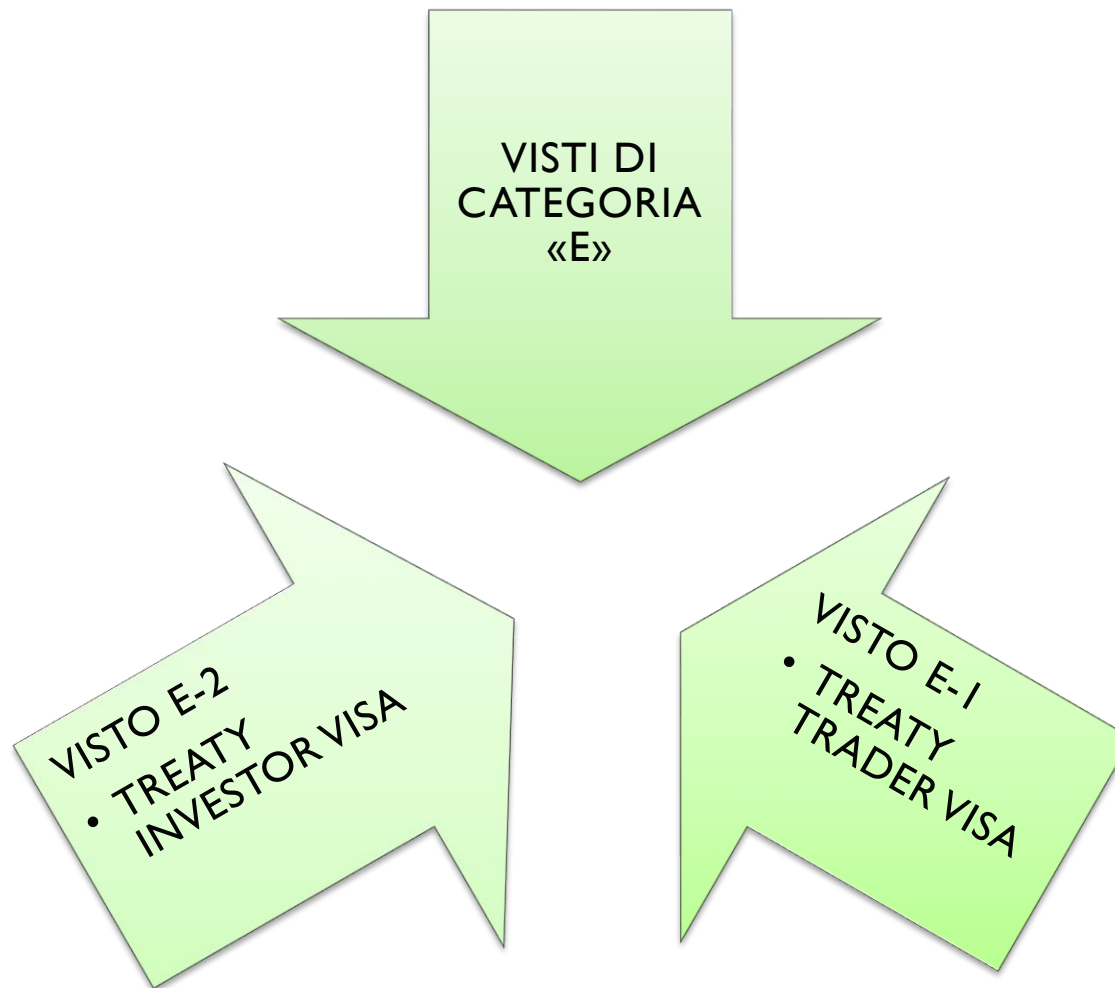 VISTI DI
CATEGORIA
«E»
VISTO E-2
• TREATY
INVESTOR VISA
VISTO E-1
• TREATY
TRADER VISA